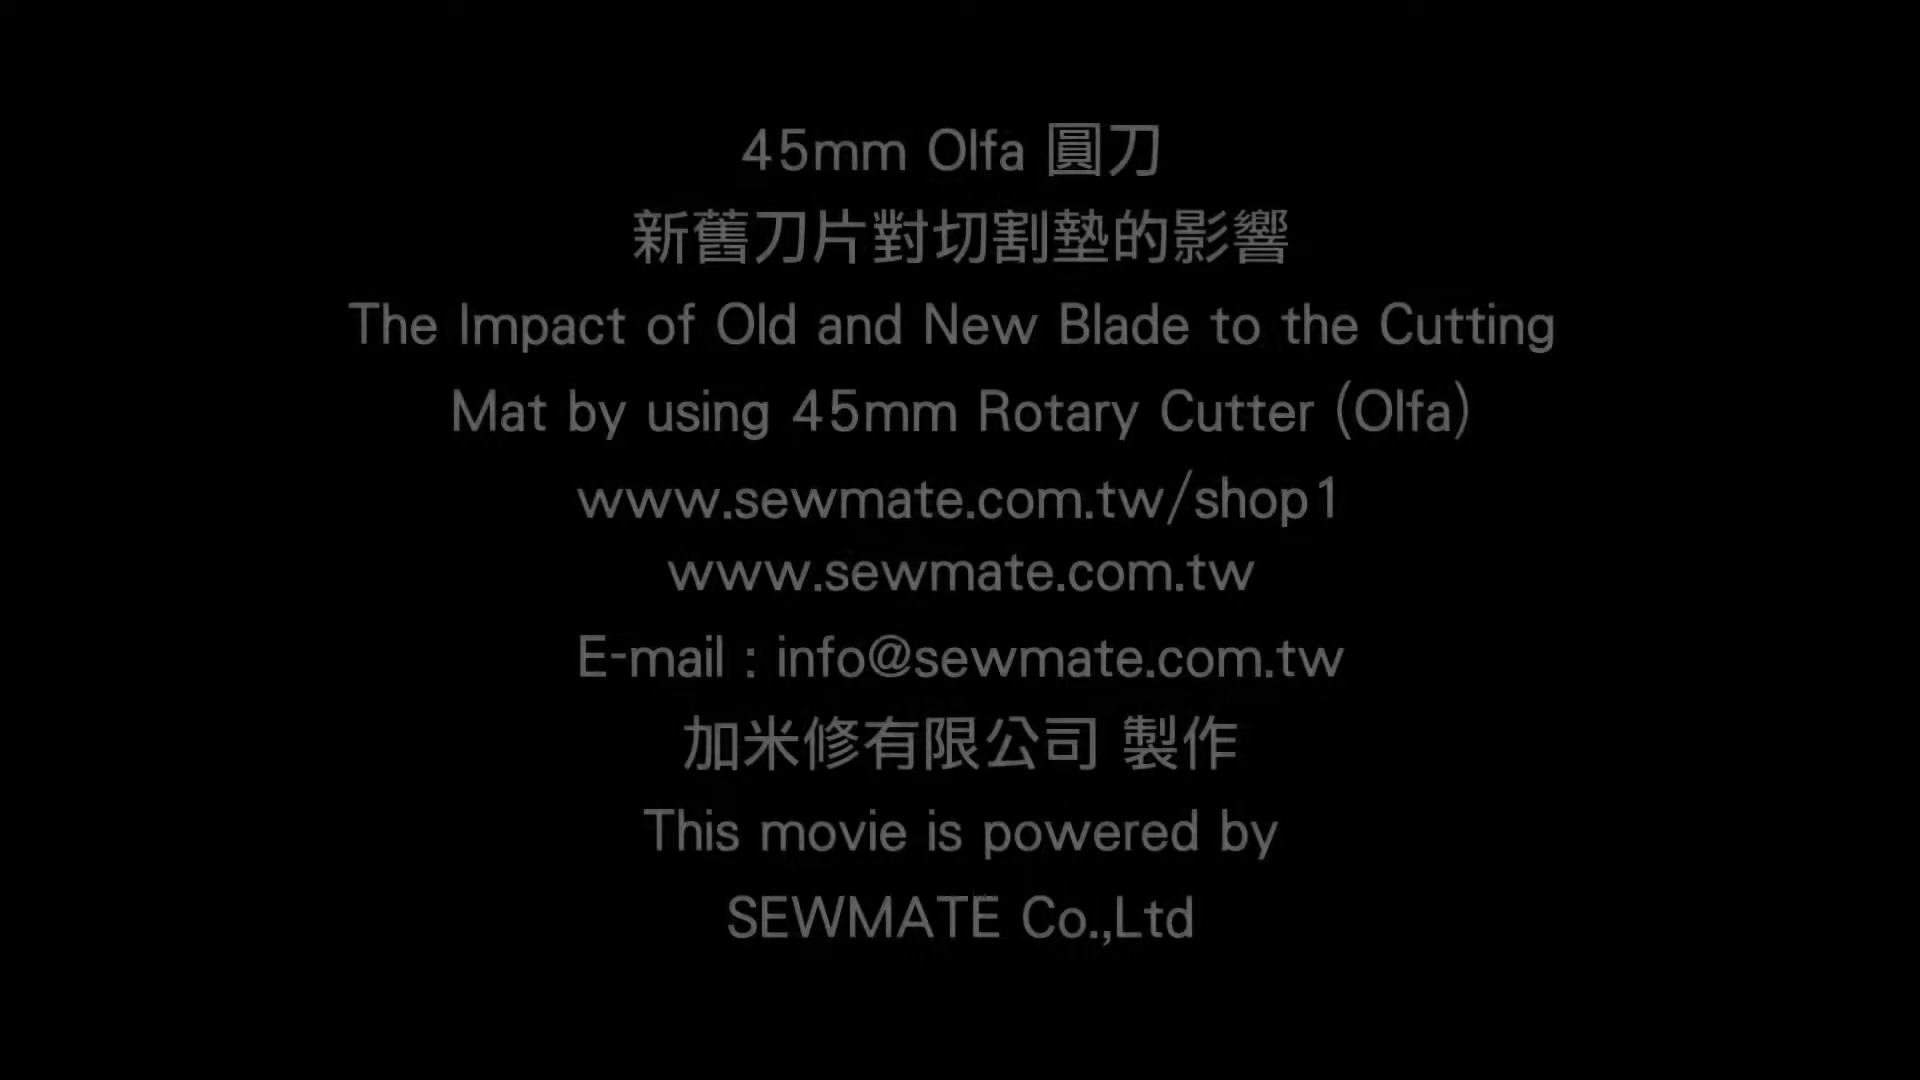 45mm Olfa 圓刀
新舊刀片對切割墊的影響
The Impact of Old and New Blade to the Cutting
Mat by using 45mm Rotary Cutter (Olfa)
www.sewmate.com.tw/shop1
www.sewmate.com.tw
E-mail : info@sewmate.com.tw
加米修有限公司 製作
This movie is powered by
SEWMATE Co.,Ltd